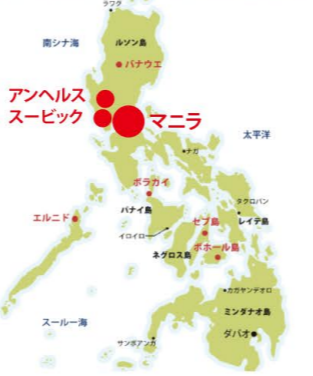 ラワグ
南シナ海
ルソン島
バナウエ
アンヘルス
スービック
マニラ
太平洋
ナガ
ボラカイ
タクロバン
エルニド
パナイ島
セブ島
レイテ島
イロイロ
ボホール島
ネグロス島
カガヤンデオロ
ミンダナオ島
スールー海
ダバオ
サンボアンガ